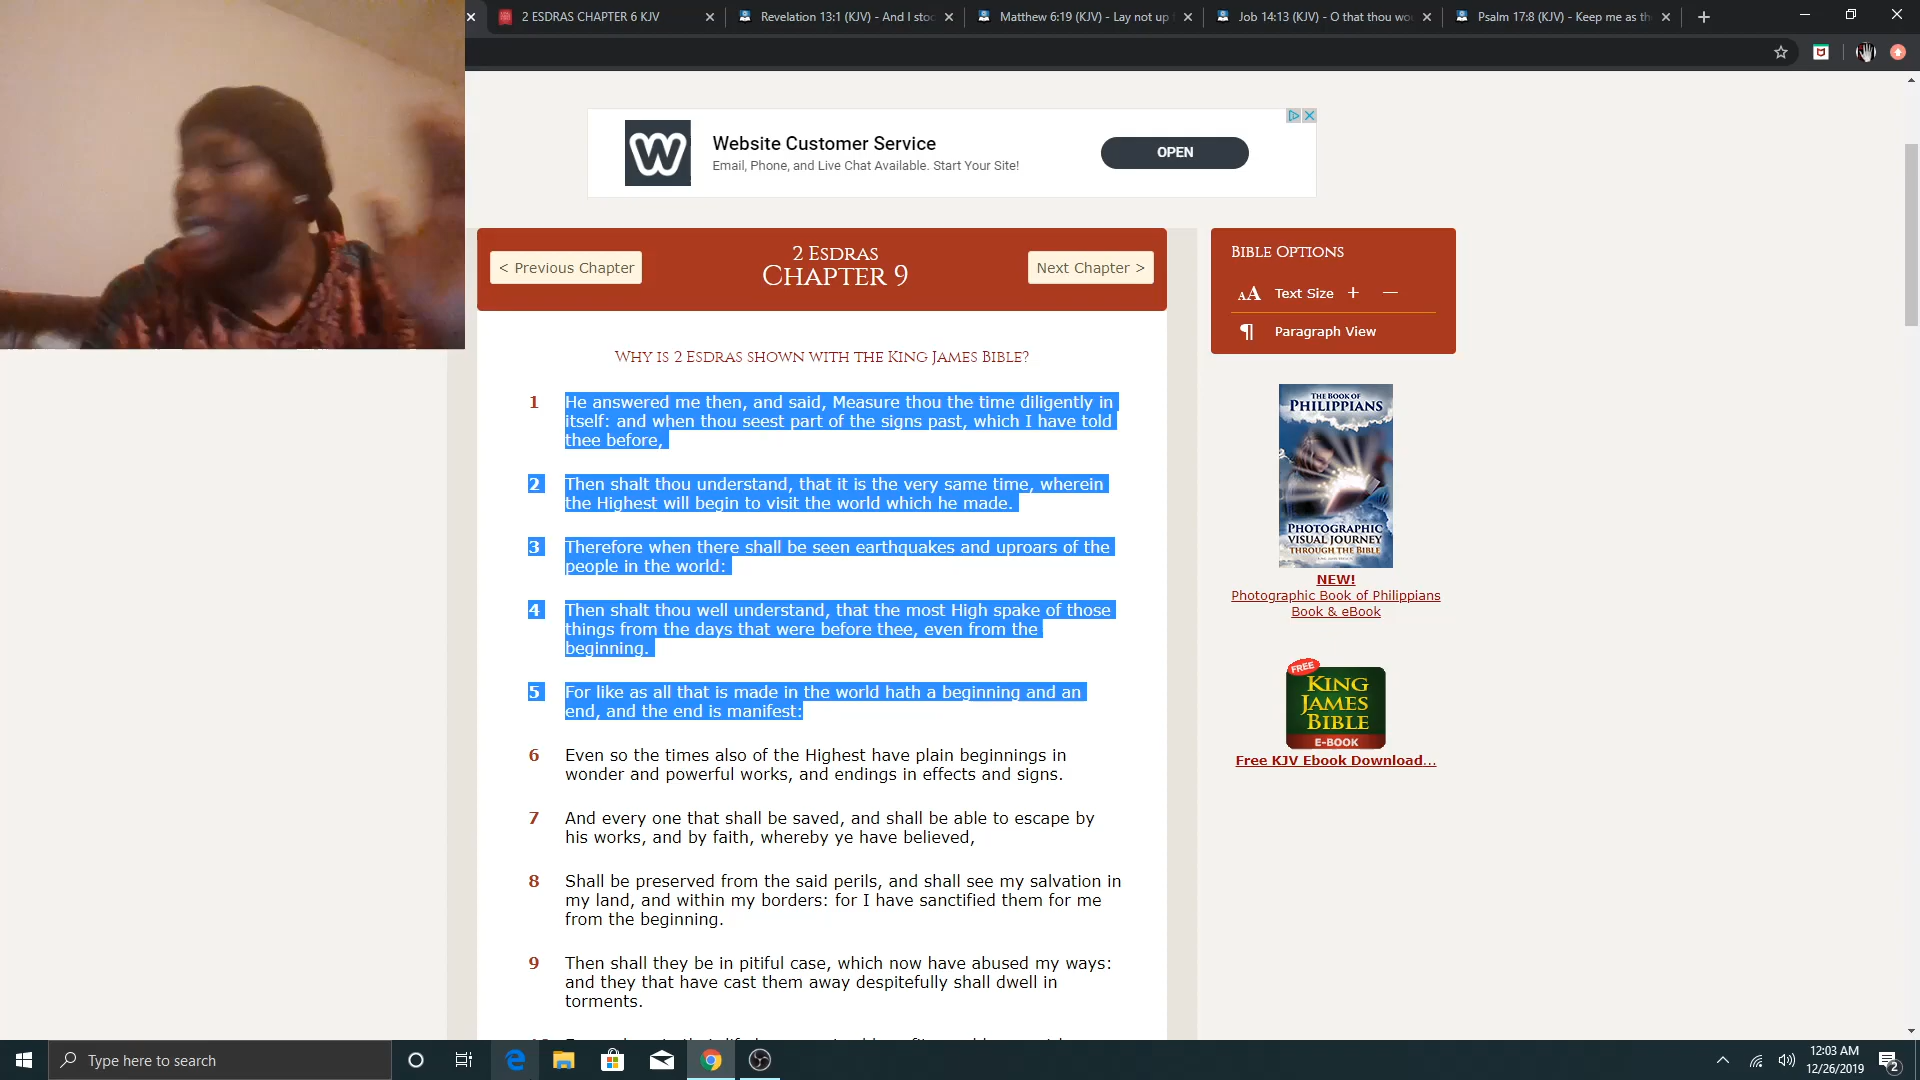 2 ESDRAS CHAPTER 6 KJV
Revelation 13:1 (KJV) - And I stoo
Matthew 6:19 (KJV) - Lay not up
Job 14:13 (KJV) - O that thou wo
Psalm 17:8 (KJV) - Keep me as th
W
Website Customer Service
Email, Phone, and Live Chat Available. Start Your Site!
OPEN
< Previous Chapter
2 Esdras
Chapter 9
Next Chapter >
Bible Options
AA Text Size + —
¶ Paragraph View
Why is 2 Esdras shown with the King James Bible?
1 He answered me then, and said, Measure thou the time diligently in
itself: and when thou seest part of the signs past, which I have told
thee before,
2 Then shalt thou understand, that it is the very same time, wherein
the Highest will begin to visit the world which he made.
3 Therefore when there shall be seen earthquakes and uproars of the
people in the world:
4 Then shalt thou well understand, that the most High spake of those
things from the days that were before thee, even from the
beginning.
5 For like as all that is made in the world hath a beginning and an
end, and the end is manifest:
6 Even so the times also of the Highest have plain beginnings in
wonder and powerful works, and endings in effects and signs.
7 And every one that shall be saved, and shall be able to escape by
his works, and by faith, whereby ye have believed,
8 Shall be preserved from the said perils, and shall see my salvation in
my land, and within my borders: for I have sanctified them for me
from the beginning.
9 Then shall they be in pitiful case, which now have abused my ways:
and they that have cast them away despitefully shall dwell in
torments.
THE BOOK OF
PHILIPPIANS
PHOTOGRAPHIC
VISUAL JOURNEY
THROUGH THE BIBLE
NEW!
Photographic Book of Philippians
Book & eBook
FREE
KING
JAMES
BIBLE
E-BOOK
Free KJV Ebook Download...
Type here to search
12:03 AM
12/26/2019
2